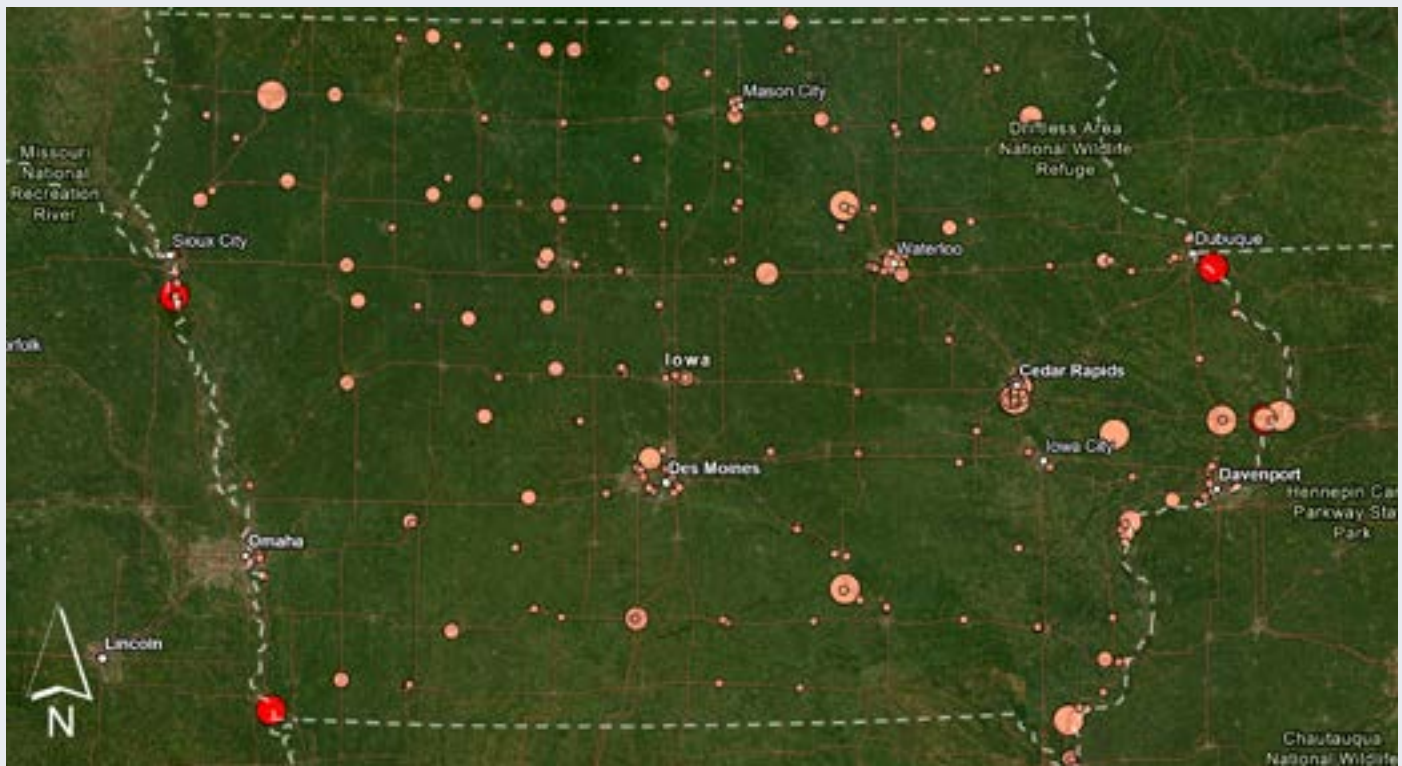 Mason City
Driftless Area
National Wildlife
Refuge
Missouri
National
Recreation
River
Sioux City
Waterloo
Dubuque
rfolk
Iowa
Cedar Rapids
Iowa City
Des Moines
Davenport
Hennepin Can
Parkway Sta
Park
Omaha
Lincoln
N
Chautauqua
National Wildlife